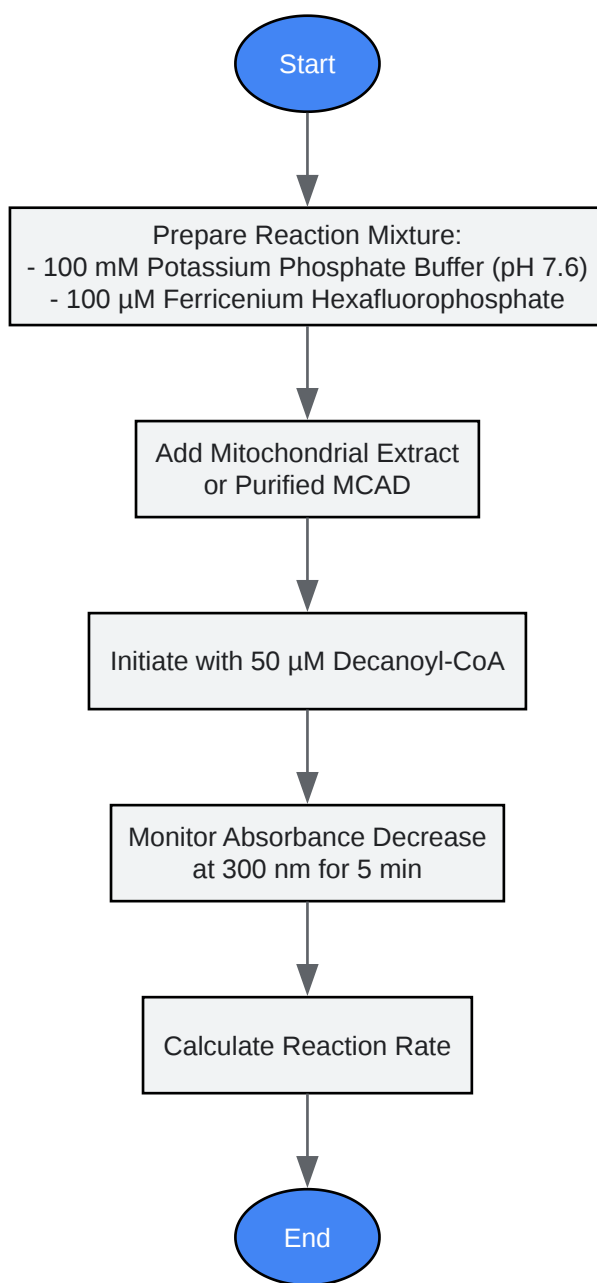 Start
Prepare Reaction Mixture:
- 100 mM Potassium Phosphate Buffer (pH 7.6)
- 100 µM Ferricenium Hexafluorophosphate
Add Mitochondrial Extract
or Purified MCAD
Initiate with 50 µM Decanoyl-CoA
Monitor Absorbance Decrease
at 300 nm for 5 min
Calculate Reaction Rate
End